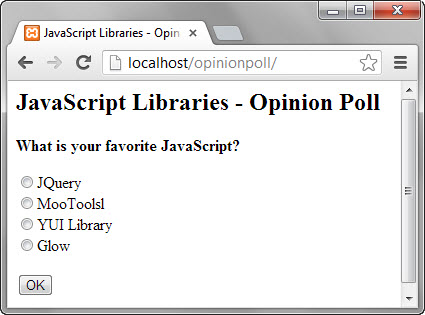 JavaScript Libraries - Opin
localhost/opinionpoll/
JavaScript Libraries - Opinion Poll
What is your favorite JavaScript?
JQuery
MooToolsl
YUI Library
Glow
OK